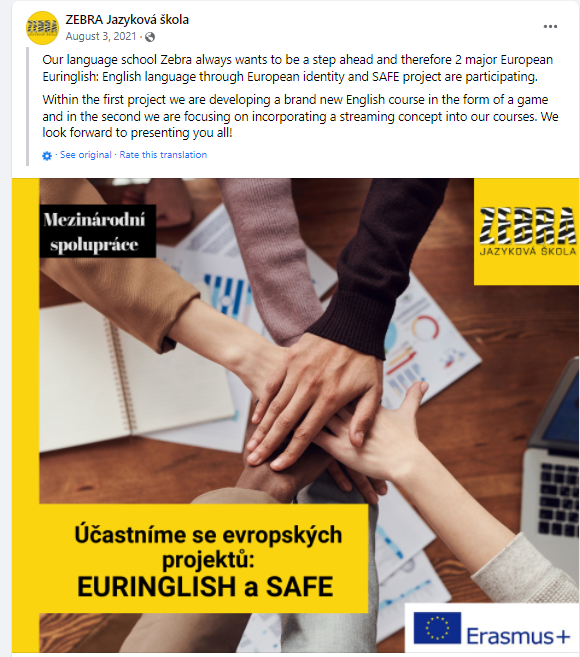 ZEBRA Jazyková škola
August 3, 2021 ·
Our language school Zebra always wants to be a step ahead and therefore 2 major European
Euringlish: English language through European identity and SAFE project are participating.
Within the first project we are developing a brand new English course in the form of a game
and in the second we are focusing on incorporating a streaming concept into our courses. We
look forward to presenting you all!
· See original · Rate this translation
Mezinárodní
spolupráce
ZEBRA
JAZYKOVÁ ŠKOLA
Účastníme se evropských
projektů:
EURINGLISH a SAFE
Erasmus+